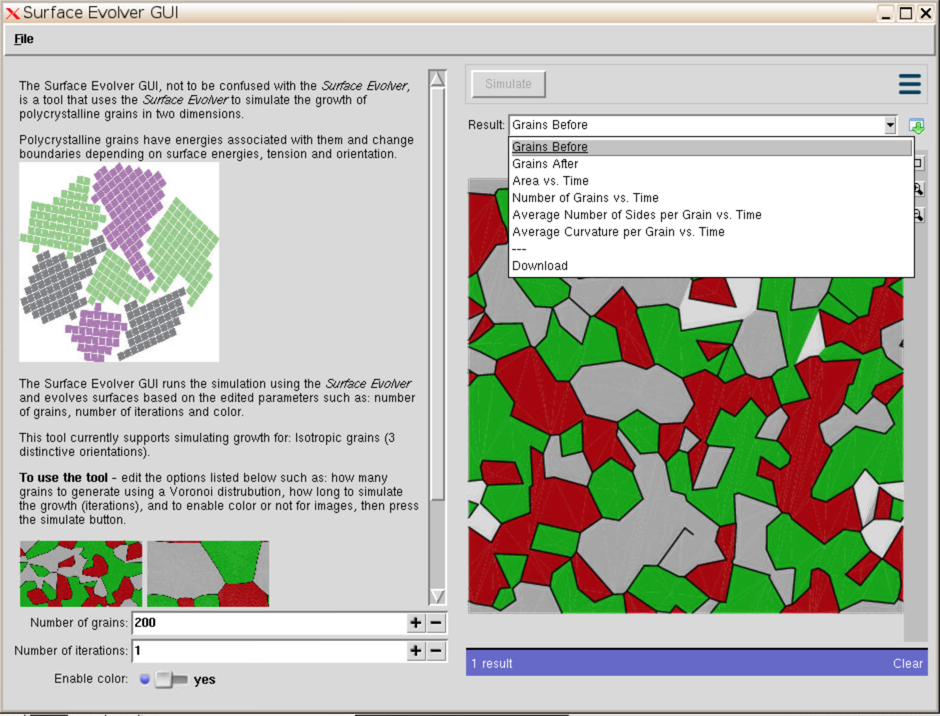 Surface Evolver GUI
File
The Surface Evolver GUI, not to be confused with the Surface Evolver,
is a tool that uses the Surface Evolver to simulate the growth of
polycrystalline grains in two dimensions.
Polycrystalline grains have energies associated with them and change
boundaries depending on surface energies, tension and orientation.
The Surface Evolver GUI runs the simulation using the Surface Evolver
and evolves surfaces based on the edited parameters such as: number
of grains, number of iterations and color.
This tool currently supports simulating growth for: Isotropic grains (3
distinctive orientations).
To use the tool - edit the options listed below such as: how many
grains to generate using a Voronoi distrubution, how long to simulate
the growth (iterations), and to enable color or not for images, then press
the simulate button.
Number of grains: 200
Number of iterations: 1
Enable color: yes
Simulate
Result: Grains Before
Grains Before
Grains After
Area vs. Time
Number of Grains vs. Time
Average Number of Sides per Grain vs. Time
Average Curvature per Grain vs. Time
---
Download
1 result Clear